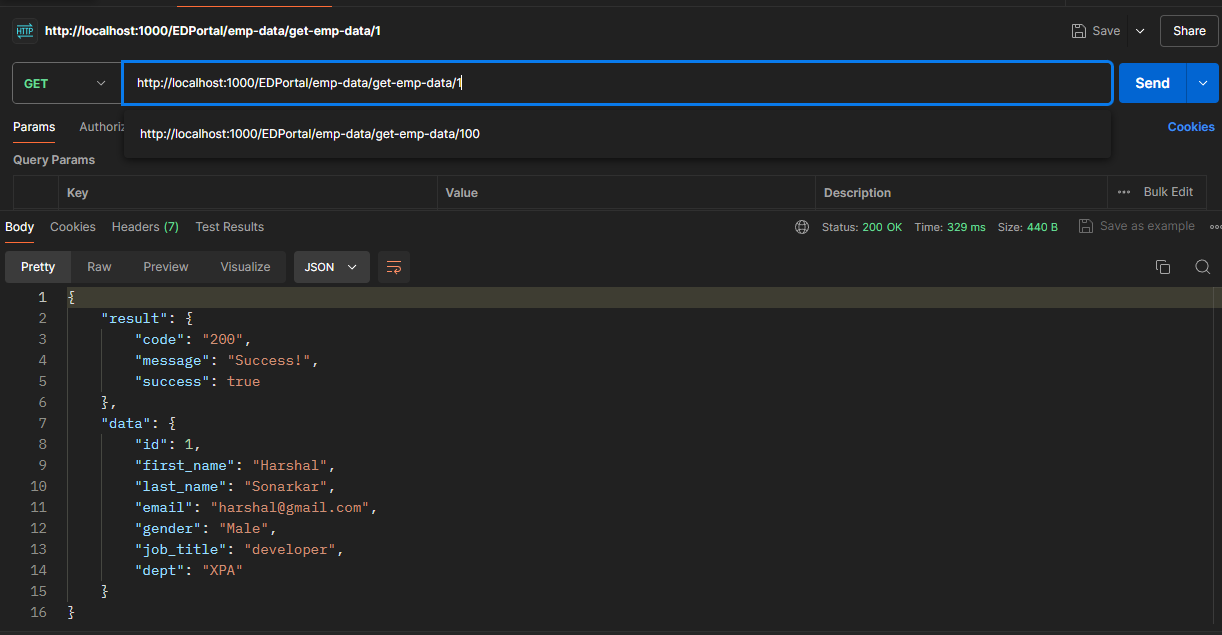 HTTP http://localhost:1000/EDPortal/emp-data/get-emp-data/1 Save Share
GET http://localhost:1000/EDPortal/emp-data/get-emp-data/1 Send
Params Authoriz Cookies
http://localhost:1000/EDPortal/emp-data/get-emp-data/100
Query Params
Key Value Description ••• Bulk Edit
Body Cookies Headers (7) Test Results Status: 200 OK Time: 329 ms Size: 440 B Save as example
Pretty Raw Preview Visualize JSON
1 {
2 "result": {
3 "code": "200",
4 "message": "Success!",
5 "success": true
6 },
7 "data": {
8 "id": 1,
9 "first_name": "Harshal",
10 "last_name": "Sonarkar",
11 "email": "harshal@gmail.com",
12 "gender": "Male",
13 "job_title": "developer",
14 "dept": "XPA"
15 }
16 }